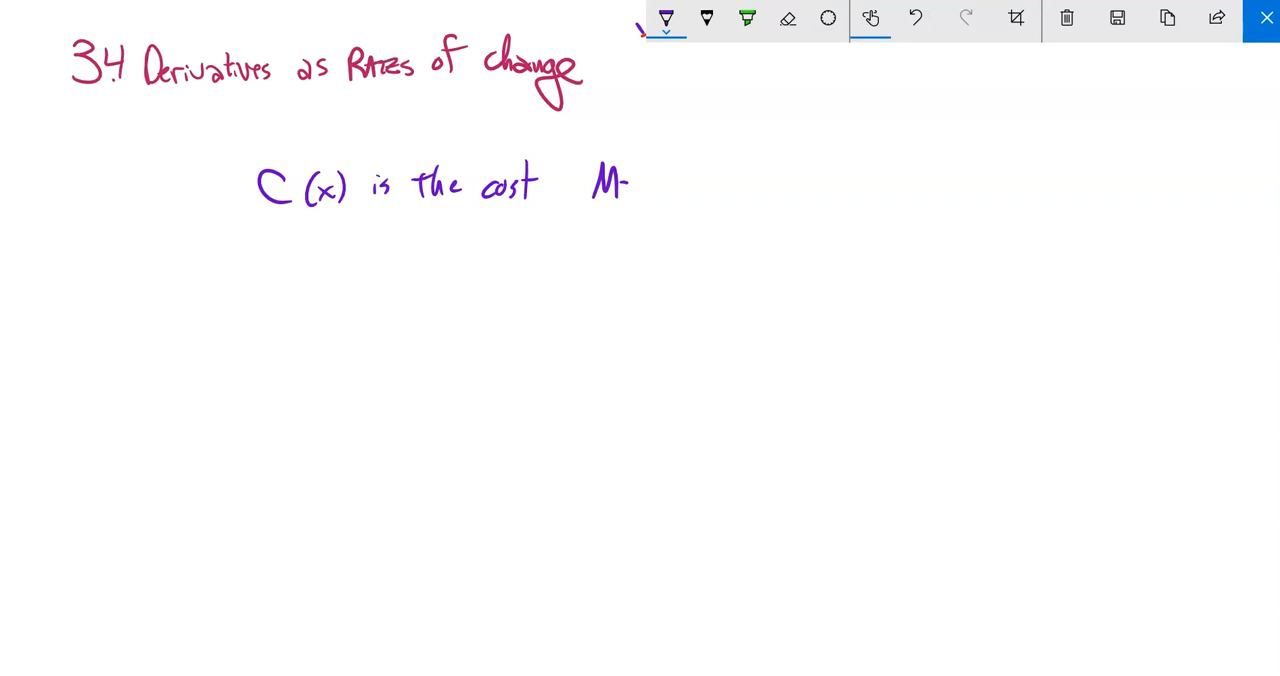 3.4 Derivatives as Rates of change
C(x) is the cost M